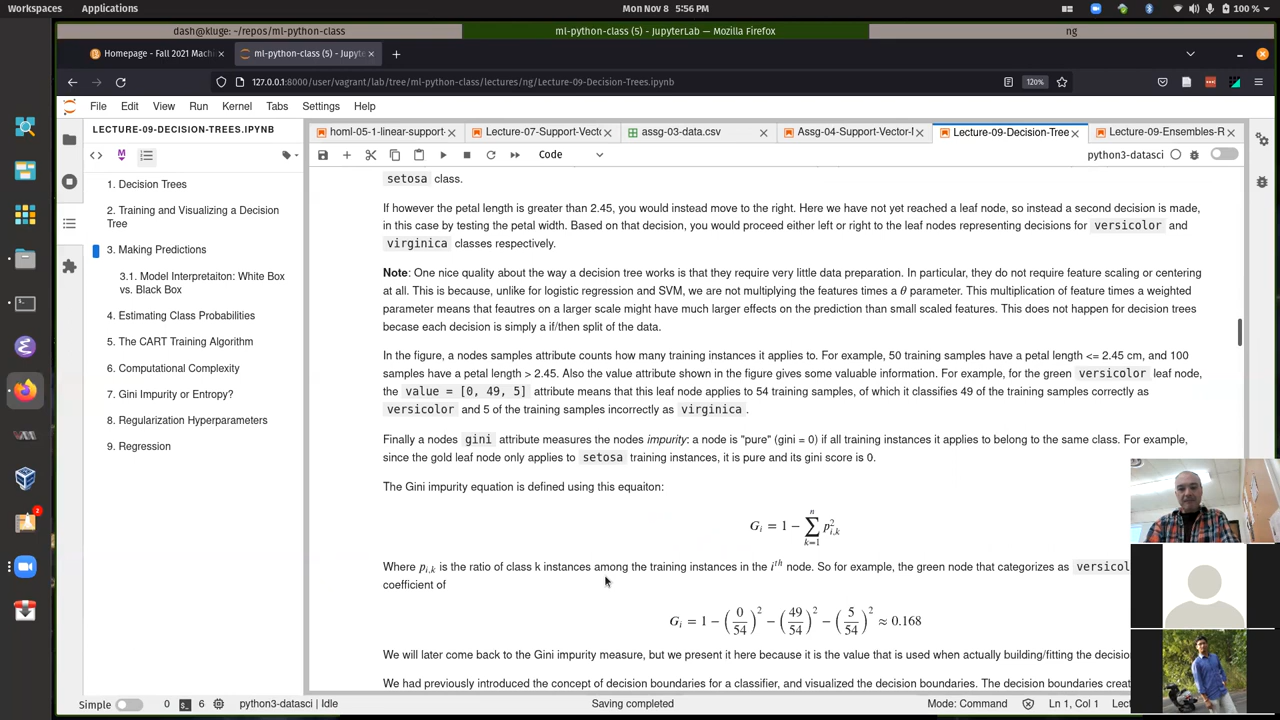 Workspaces Applications Mon Nov 8 5:56 PM 100 %
dash@kluge: ~/repos/ml-python-class ml-python-class (5) - JupyterLab — Mozilla Firefox ng
Homepage - Fall 2021 Mach ml-python-class (5) - Jupyt
127.0.0.1:8000/user/vagrant/lab/tree/ml-python-class/lectures/ng/Lecture-09-Decision-Trees.ipynb 120%
File Edit View Run Kernel Tabs Settings Help
LECTURE-09-DECISION-TREES.IPYNB
homl-05-1-linear-support- Lecture-07-Support-Vect assg-03-data.csv Assg-04-Support-Vector-M Lecture-09-Decision-Tree Lecture-09-Ensembles-R
Code python3-datasci
1. Decision Trees
2. Training and Visualizing a Decision
Tree
3. Making Predictions
3.1. Model Interpretaiton: White Box
vs. Black Box
4. Estimating Class Probabilities
5. The CART Training Algorithm
6. Computational Complexity
7. Gini Impurity or Entropy?
8. Regularization Hyperparameters
9. Regression
setosa class.
If however the petal length is greater than 2.45, you would instead move to the right. Here we have not yet reached a leaf node, so instead a second decision is made,
in this case by testing the petal width. Based on that decision, you would proceed either left or right to the leaf nodes representing decisions for versicolor and
virginica classes respectively.
Note: One nice quality about the way a decision tree works is that they require very little data preparation. In particular, they do not require feature scaling or centering
at all. This is because, unlike for logistic regression and SVM, we are not multiplying the features times a θ parameter. This multiplication of feature times a weighted
parameter means that feautres on a larger scale might have much larger effects on the prediction than small scaled features. This does not happen for decision trees
becase each decision is simply a if/then split of the data.
In the figure, a nodes samples attribute counts how many training instances it applies to. For example, 50 training samples have a petal length <= 2.45 cm, and 100
samples have a petal length > 2.45. Also the value attribute shown in the figure gives some valuable information. For example, for the green versicolor leaf node,
the value = [0, 49, 5] attribute means that this leaf node applies to 54 training samples, of which it classifies 49 of the training samples correctly as
versicolor and 5 of the training samples incorrectly as virginica .
Finally a nodes gini attribute measures the nodes impurity: a node is "pure" (gini = 0) if all training instances it applies to belong to the same class. For example,
since the gold leaf node only applies to setosa training instances, it is pure and its gini score is 0.
The Gini impurity equation is defined using this equaiton:
G_i = 1 − ∑_{k=1}^{n} p_{i,k}^2
Where p_{i,k} is the ratio of class k instances among the training instances in the i^{th} node. So for example, the green node that categorizes as versicol
coefficient of
G_i = 1 − (0/54)^2 − (49/54)^2 − (5/54)^2 ≈ 0.168
We will later come back to the Gini impurity measure, but we present it here because it is the value that is used when actually building/fitting the decisio
We had previously introduced the concept of decision boundaries for a classifier, and visualized the decision boundaries. The decision boundaries creat
Simple 0 6 python3-datasci | Idle Saving completed Mode: Command Ln 1, Col 1 Lect
2